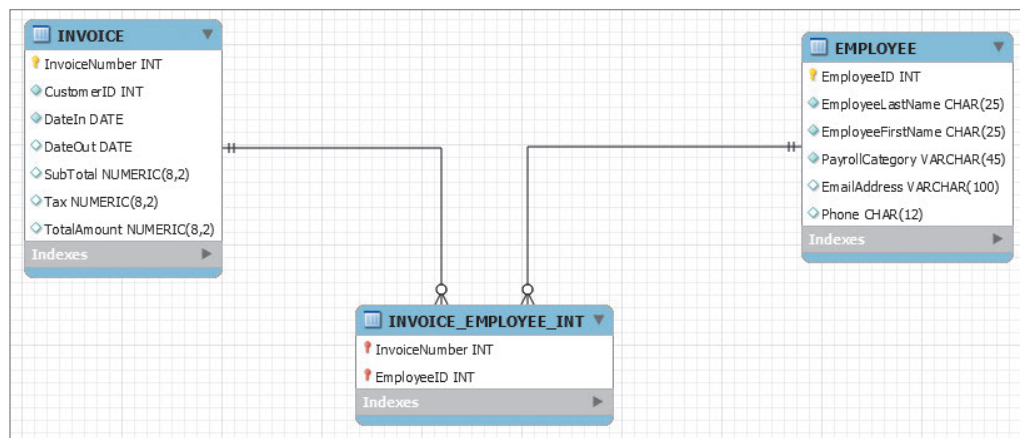 INVOICE
InvoiceNumber INT
CustomerID INT
DateIn DATE
DateOut DATE
SubTotal NUMERIC(8,2)
Tax NUMERIC(8,2)
TotalAmount NUMERIC(8,2)
Indexes
EMPLOYEE
EmployeeID INT
EmployeeLastName CHAR(25)
EmployeeFirstName CHAR(25)
PayrollCategory VARCHAR(45)
EmailAddress VARCHAR(100)
Phone CHAR(12)
Indexes
INVOICE_EMPLOYEE_INT
InvoiceNumber INT
EmployeeID INT
Indexes